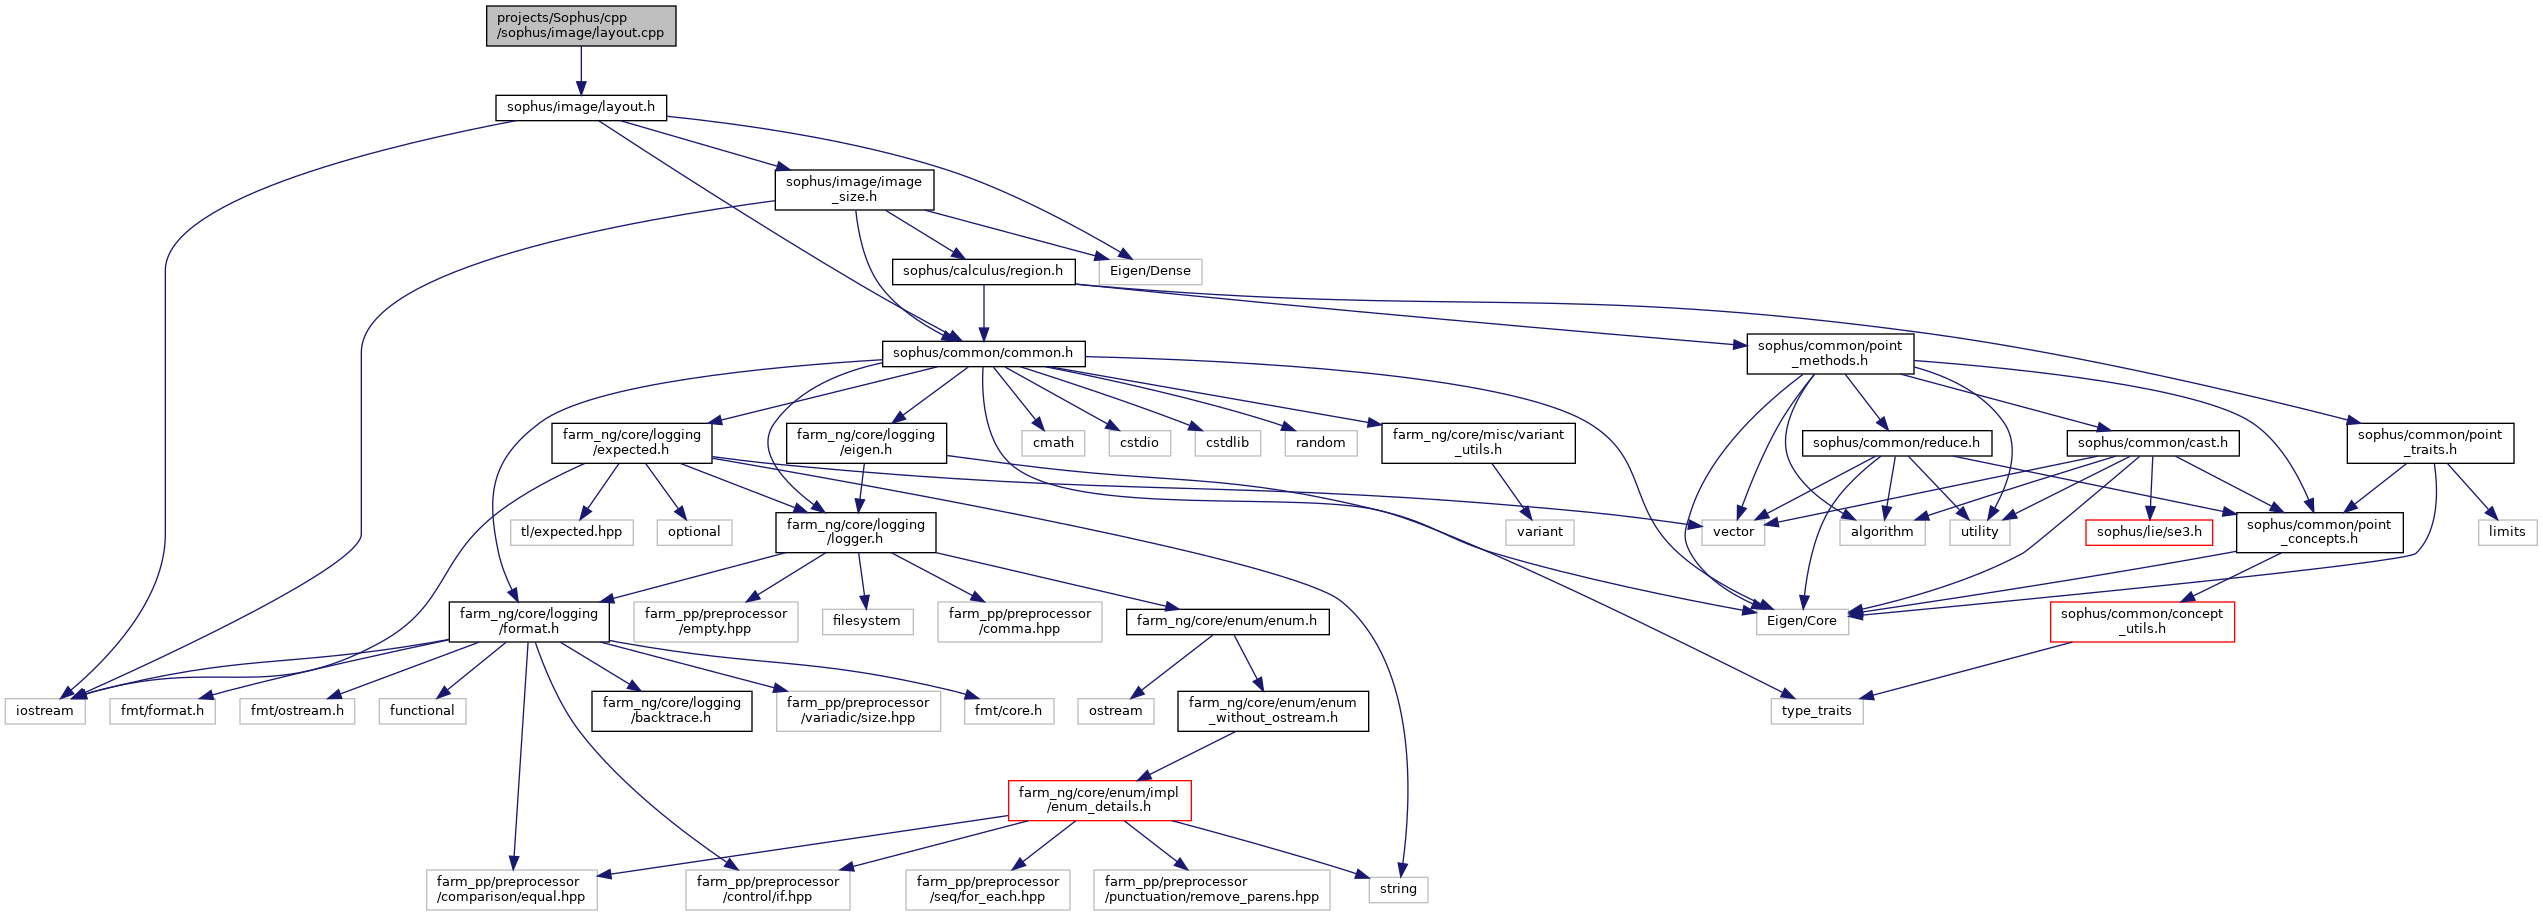 projects/Sophus/cpp
/sophus/image/layout.cpp
sophus/image/layout.h
sophus/image/image
_size.h
sophus/calculus/region.h
Eigen/Dense
sophus/common/common.h
sophus/common/point
_methods.h
farm_ng/core/logging
/expected.h
farm_ng/core/logging
/eigen.h
cmath
cstdio
cstdlib
random
farm_ng/core/misc/variant
_utils.h
sophus/common/reduce.h
sophus/common/cast.h
sophus/common/point
_traits.h
tl/expected.hpp
optional
farm_ng/core/logging
/logger.h
variant
vector
algorithm
utility
sophus/lie/se3.h
sophus/common/point
_concepts.h
limits
farm_ng/core/logging
/format.h
farm_pp/preprocessor
/empty.hpp
filesystem
farm_pp/preprocessor
/comma.hpp
farm_ng/core/enum/enum.h
Eigen/Core
sophus/common/concept
_utils.h
iostream
fmt/format.h
fmt/ostream.h
functional
farm_ng/core/logging
/backtrace.h
farm_pp/preprocessor
/variadic/size.hpp
fmt/core.h
ostream
farm_ng/core/enum/enum
_without_ostream.h
type_traits
farm_ng/core/enum/impl
/enum_details.h
farm_pp/preprocessor
/comparison/equal.hpp
farm_pp/preprocessor
/control/if.hpp
farm_pp/preprocessor
/seq/for_each.hpp
farm_pp/preprocessor
/punctuation/remove_parens.hpp
string